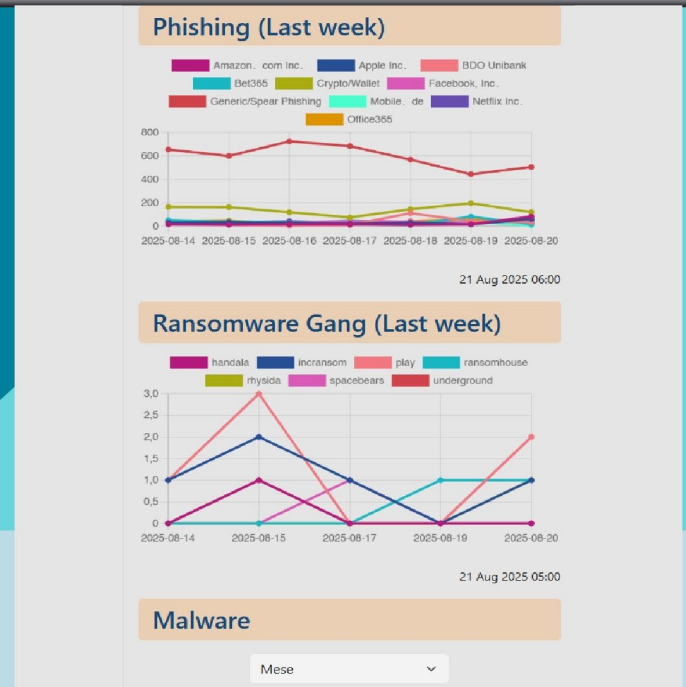 Phishing (Last week)
Amazon. com Inc. Apple Inc. BDO Unibank
Bet365 Crypto/Wallet Facebook, Inc.
Generic/Spear Phishing Mobile. de Netflix Inc.
Office365
800
600
400
200
0
2025-08-14 2025-08-15 2025-08-16 2025-08-17 2025-08-18 2025-08-19 2025-08-20
21 Aug 2025 06:00
Ransomware Gang (Last week)
handala incransom play ransomhouse
rhysida spacebears underground
3,0
2,5
2,0
1,5
1,0
0,5
0
2025-08-14 2025-08-15 2025-08-17 2025-08-19 2025-08-20
21 Aug 2025 05:00
Malware
Mese